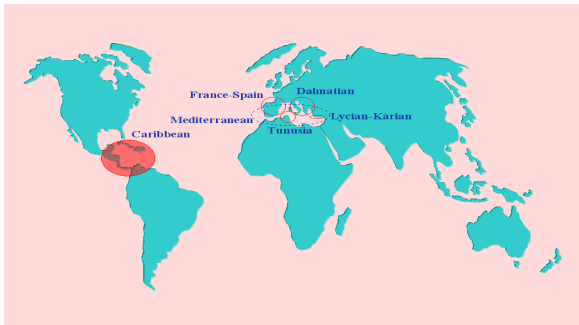 France-Spain
Dalmatian
Mediterranean
Lycian-Karian
Tunusia
Caribbean